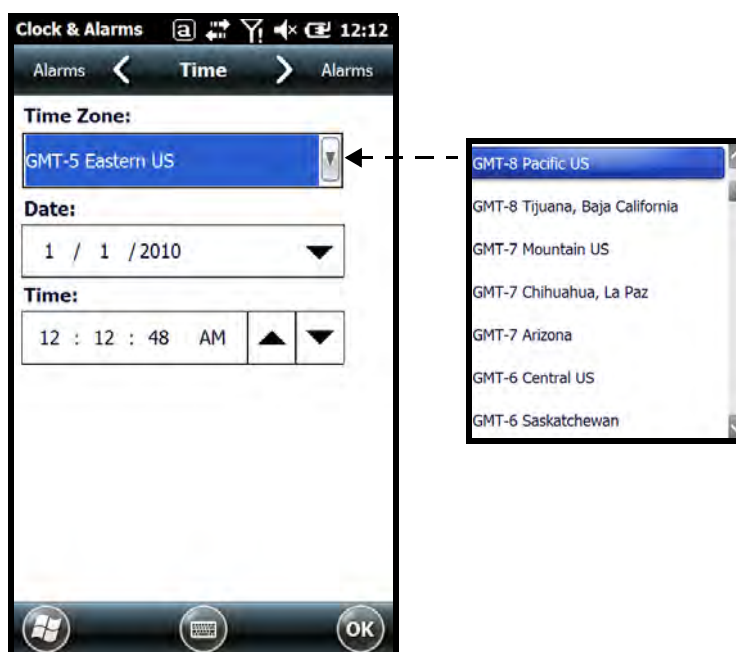 Clock & Alarms a 12:12
Alarms Time Alarms
Time Zone:
GMT-5 Eastern US
Date:
1 / 1 / 2010
Time:
12 : 12 : 48 AM
OK
GMT-8 Pacific US
GMT-8 Tijuana, Baja California
GMT-7 Mountain US
GMT-7 Chihuahua, La Paz
GMT-7 Arizona
GMT-6 Central US
GMT-6 Saskatchewan